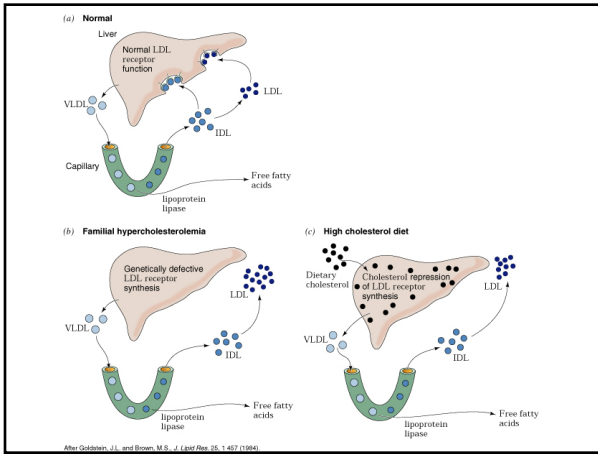 (a) Normal
Liver
Normal LDL
receptor
function
LDL
VLDL
IDL
Capillary
Free fatty
acids
lipoprotein
lipase
(b) Familial hypercholesterolemia
Genetically defective
LDL receptor
synthesis
LDL
VLDL
IDL
Free fatty
acids
lipoprotein
lipase
(c) High cholesterol diet
Dietary
cholesterol
Cholesterol repression
of LDL receptor
synthesis
LDL
VLDL
IDL
Free fatty
acids
lipoprotein
lipase
After Goldstein, J.L. and Brown, M.S., J. Lipid Res. 25, 1457 (1984).